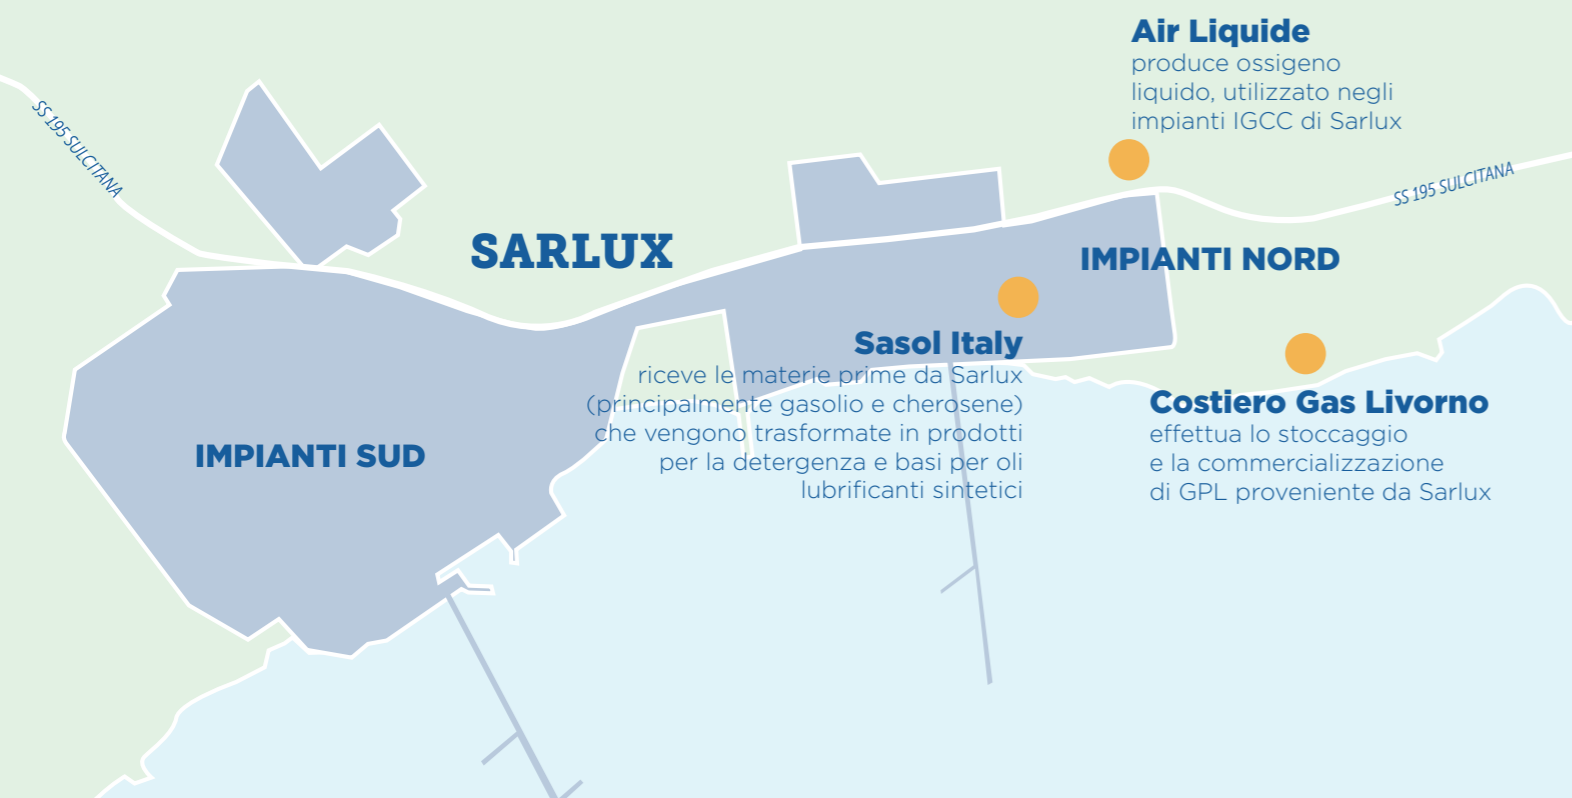 Air Liquide
produce ossigeno
liquido, utilizzato negli
impianti IGCC di Sarlux
SS 195 SULCITANA
SS 195 SULCITANA
SARLUX
IMPIANTI NORD
Sasol Italy
riceve le materie prime da Sarlux
(principalmente gasolio e cherosene)
che vengono trasformate in prodotti
per la detergenza e basi per oli
lubrificanti sintetici
Costiero Gas Livorno
effettua lo stoccaggio
e la commercializzazione
di GPL proveniente da Sarlux
IMPIANTI SUD